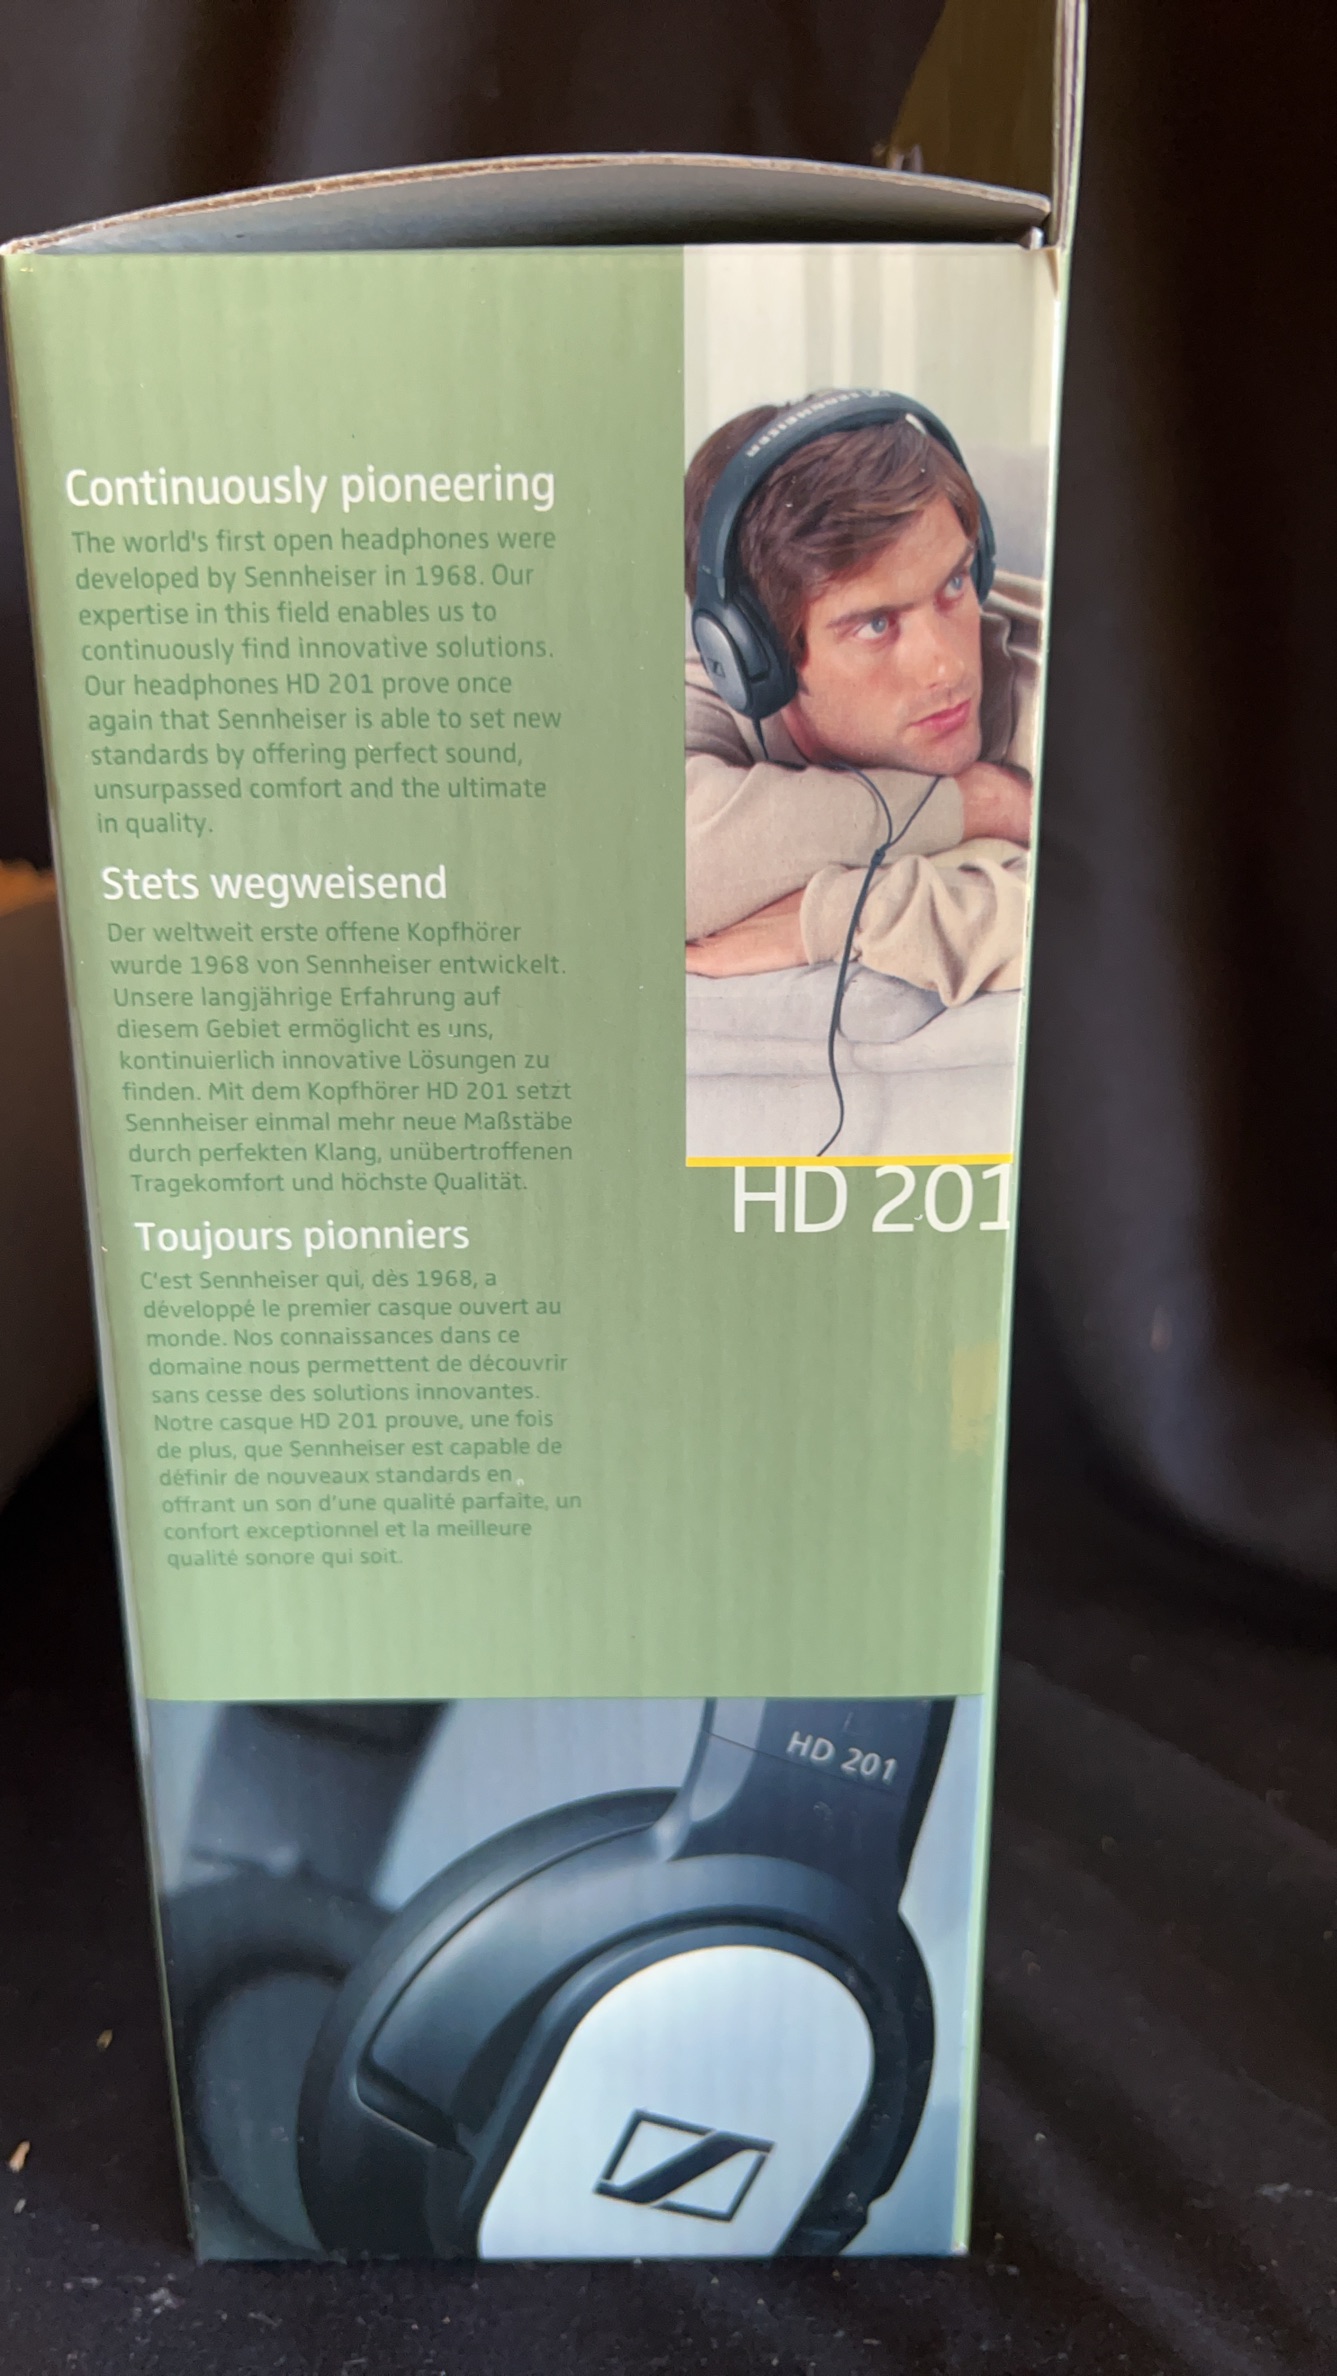 Continuously pioneering
The world's first open headphones were
developed by Sennheiser in 1968. Our
expertise in this field enables us to
continuously find innovative solutions.
Our headphones HD 201 prove once
again that Sennheiser is able to set new
standards by offering perfect sound,
unsurpassed comfort and the ultimate
in quality.
Stets wegweisend
Der weltweit erste offene Kopfhörer
wurde 1968 von Sennheiser entwickelt.
Unsere langjährige Erfahrung auf
diesem Gebiet ermöglicht es uns,
kontinuierlich innovative Lösungen zu
finden. Mit dem Kopfhörer HD 201 setzt
Sennheiser einmal mehr neue Maßstäbe
durch perfekten Klang, unübertroffenen
Tragekomfort und höchste Qualität.
Toujours pionniers
C'est Sennheiser qui, dès 1968, a
développé le premier casque ouvert au
monde. Nos connaissances dans ce
domaine nous permettent de découvrir
sans cesse des solutions innovantes.
Notre casque HD 201 prouve, une fois
de plus, que Sennheiser est capable de
définir de nouveaux standards en
offrant un son d'une qualité parfaite, un
confort exceptionnel et la meilleure
qualité sonore qui soit.
SENNHEISER
HD 201
HD 201